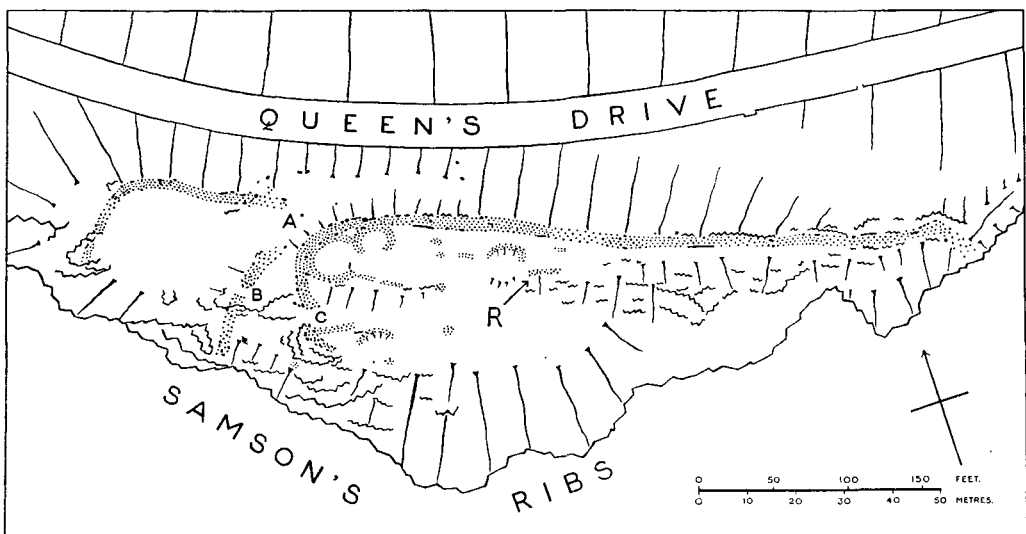 QUEEN'S DRIVE
A
B
C
R
SAMSON'S
RIBS
0 50 100 150 FEET.
0 10 20 30 40 50 METRES.